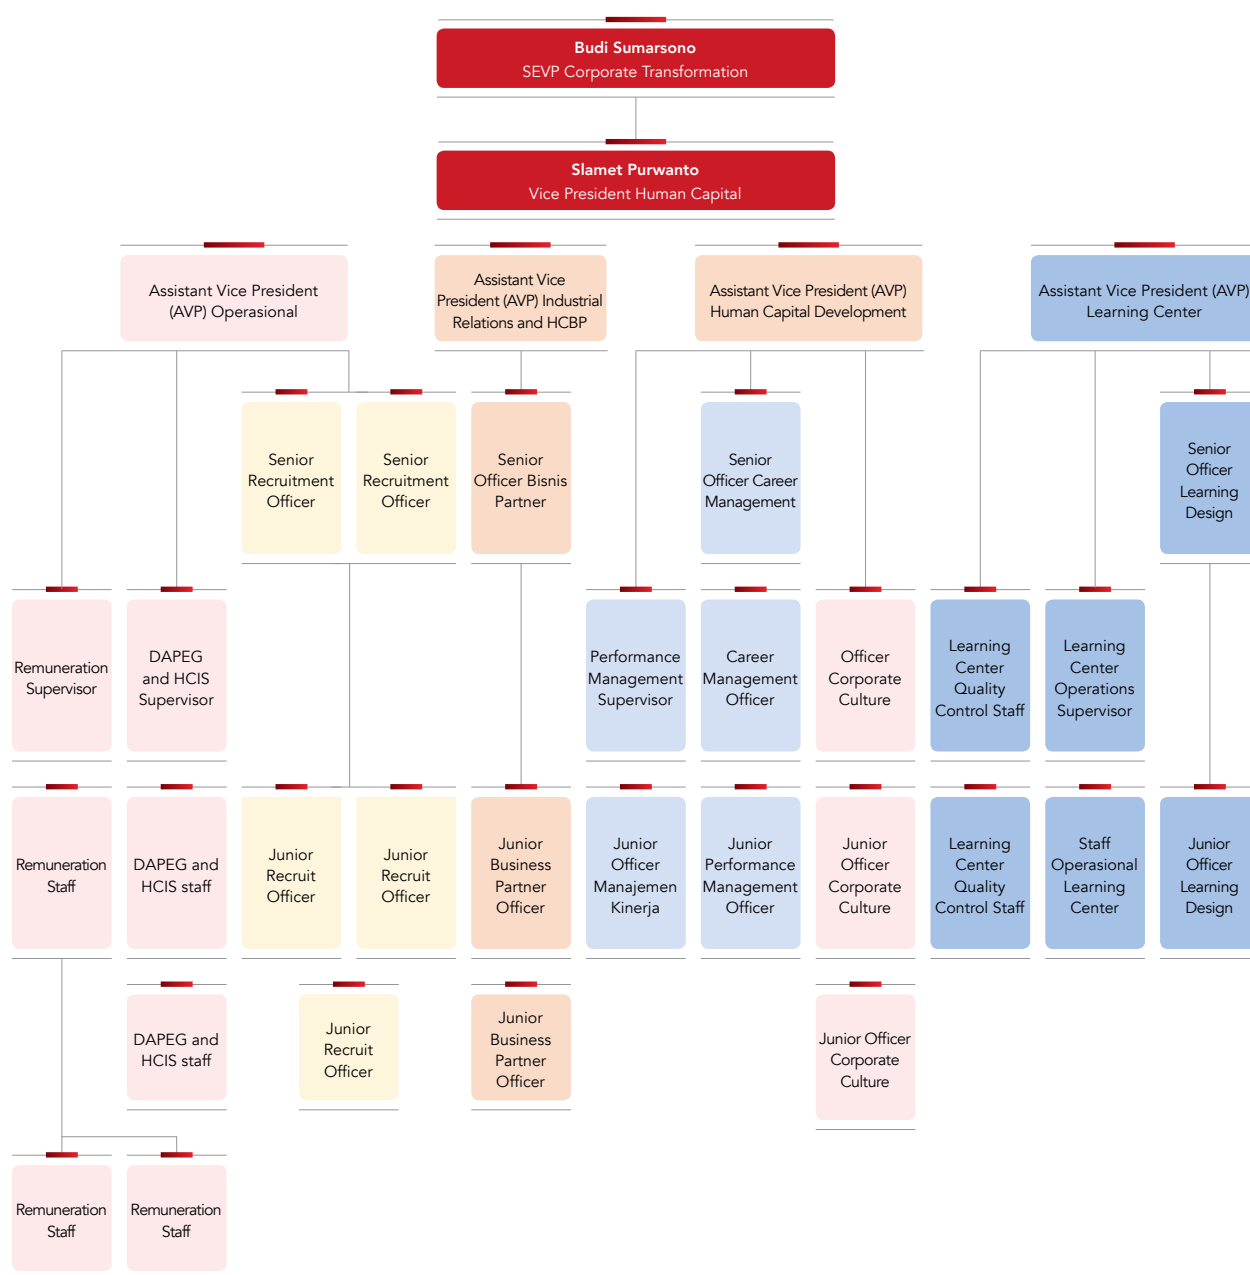 Budi Sumarsono
SEVP Corporate Transformation
Slamet Purwanto
Vice President Human Capital
Assistant Vice President
(AVP) Operasional
Assistant Vice
President (AVP) Industrial
Relations and HCBP
Assistant Vice President (AVP)
Human Capital Development
Assistant Vice President (AVP)
Learning Center
Senior
Recruitment
Officer
Senior
Recruitment
Officer
Senior
Officer Bisnis
Partner
Senior
Officer Career
Management
Senior
Officer
Learning
Design
Remuneration
Supervisor
DAPEG
and HCIS
Supervisor
Performance
Management
Supervisor
Career
Management
Officer
Officer
Corporate
Culture
Learning
Center
Quality
Control Staff
Learning
Center
Operations
Supervisor
Remuneration
Staff
DAPEG and
HCIS staff
Junior
Recruit
Officer
Junior
Recruit
Officer
Junior
Business
Partner
Officer
Junior
Officer
Manajemen
Kinerja
Junior
Performance
Management
Officer
Junior
Officer
Corporate
Culture
Learning
Center
Quality
Control Staff
Staff
Operasional
Learning
Center
Junior
Officer
Learning
Design
DAPEG and
HCIS staff
Junior
Recruit
Officer
Junior
Business
Partner
Officer
Junior Officer
Corporate
Culture
Remuneration
Staff
Remuneration
Staff